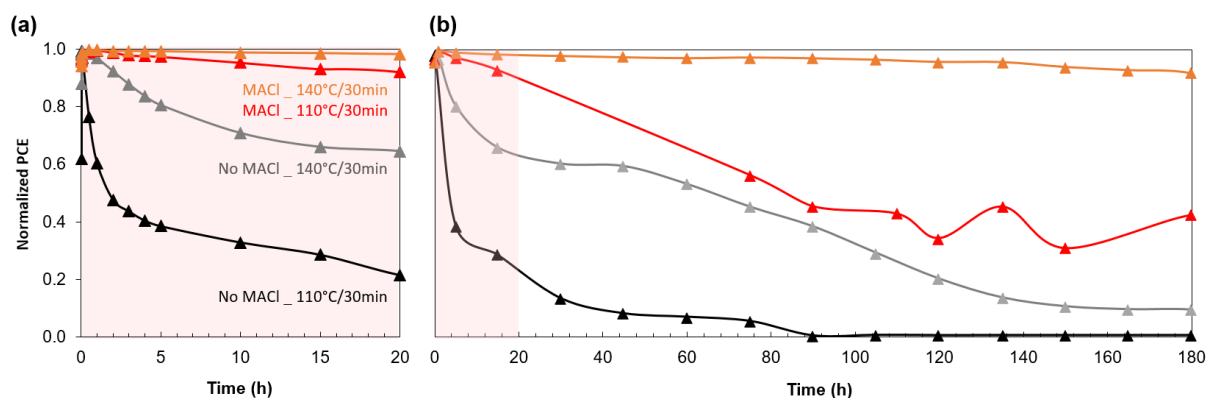 (a)
(b)
Normalized PCE
1.0
0.8
0.6
0.4
0.2
0.0
MACl _ 140°C/30min
MACl _ 110°C/30min
No MACl _ 140°C/30min
No MACl _ 110°C/30min
0 5 10 15 20
0 20 40 60 80 100 120 140 160 180
Time (h)
Time (h)